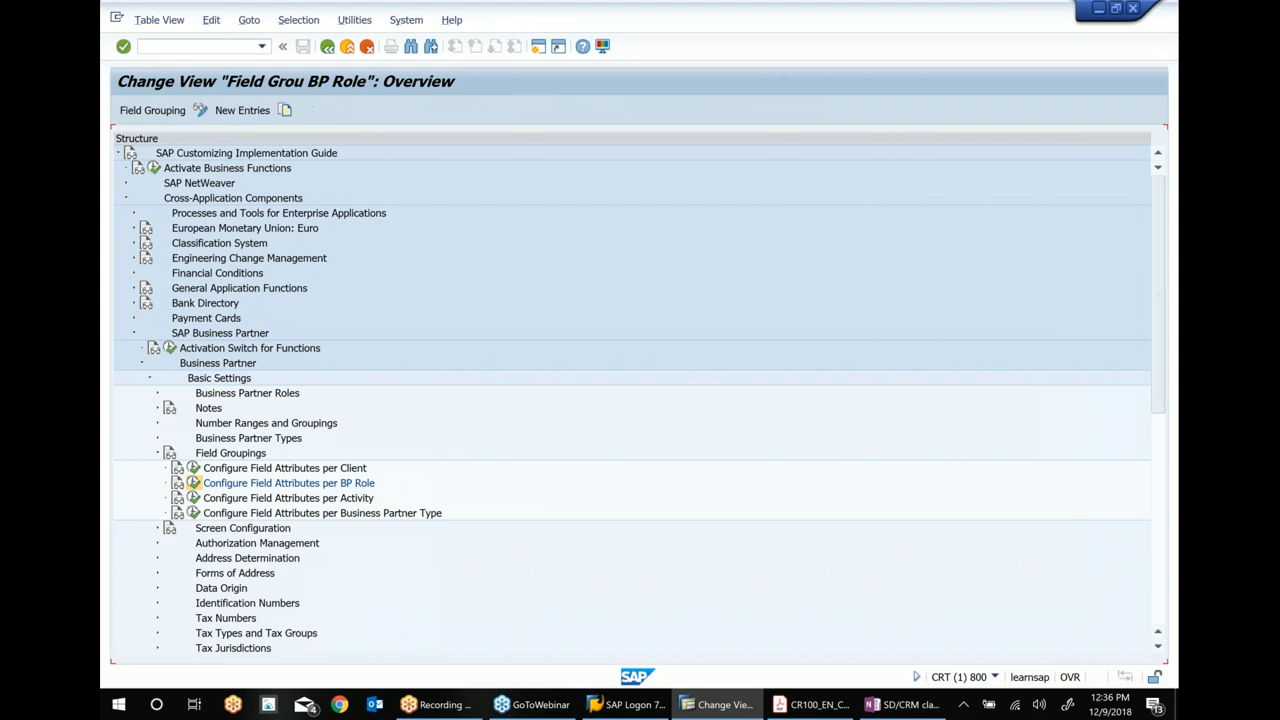 Table View Edit Goto Selection Utilities System Help
Change View "Field Grou BP Role": Overview
Field Grouping New Entries
Structure
SAP Customizing Implementation Guide
Activate Business Functions
SAP NetWeaver
Cross-Application Components
Processes and Tools for Enterprise Applications
European Monetary Union: Euro
Classification System
Engineering Change Management
Financial Conditions
General Application Functions
Bank Directory
Payment Cards
SAP Business Partner
Activation Switch for Functions
Business Partner
Basic Settings
Business Partner Roles
Notes
Number Ranges and Groupings
Business Partner Types
Field Groupings
Configure Field Attributes per Client
Configure Field Attributes per BP Role
Configure Field Attributes per Activity
Configure Field Attributes per Business Partner Type
Screen Configuration
Authorization Management
Address Determination
Forms of Address
Data Origin
Identification Numbers
Tax Numbers
Tax Types and Tax Groups
Tax Jurisdictions
SAP CRT (1) 800 learnsap OVR
4 Recording ... GoToWebinar SAP Logon 7... Change Vie... CR100_EN_C... SD/CRM cla... 12:36 PM
12/9/2018 13